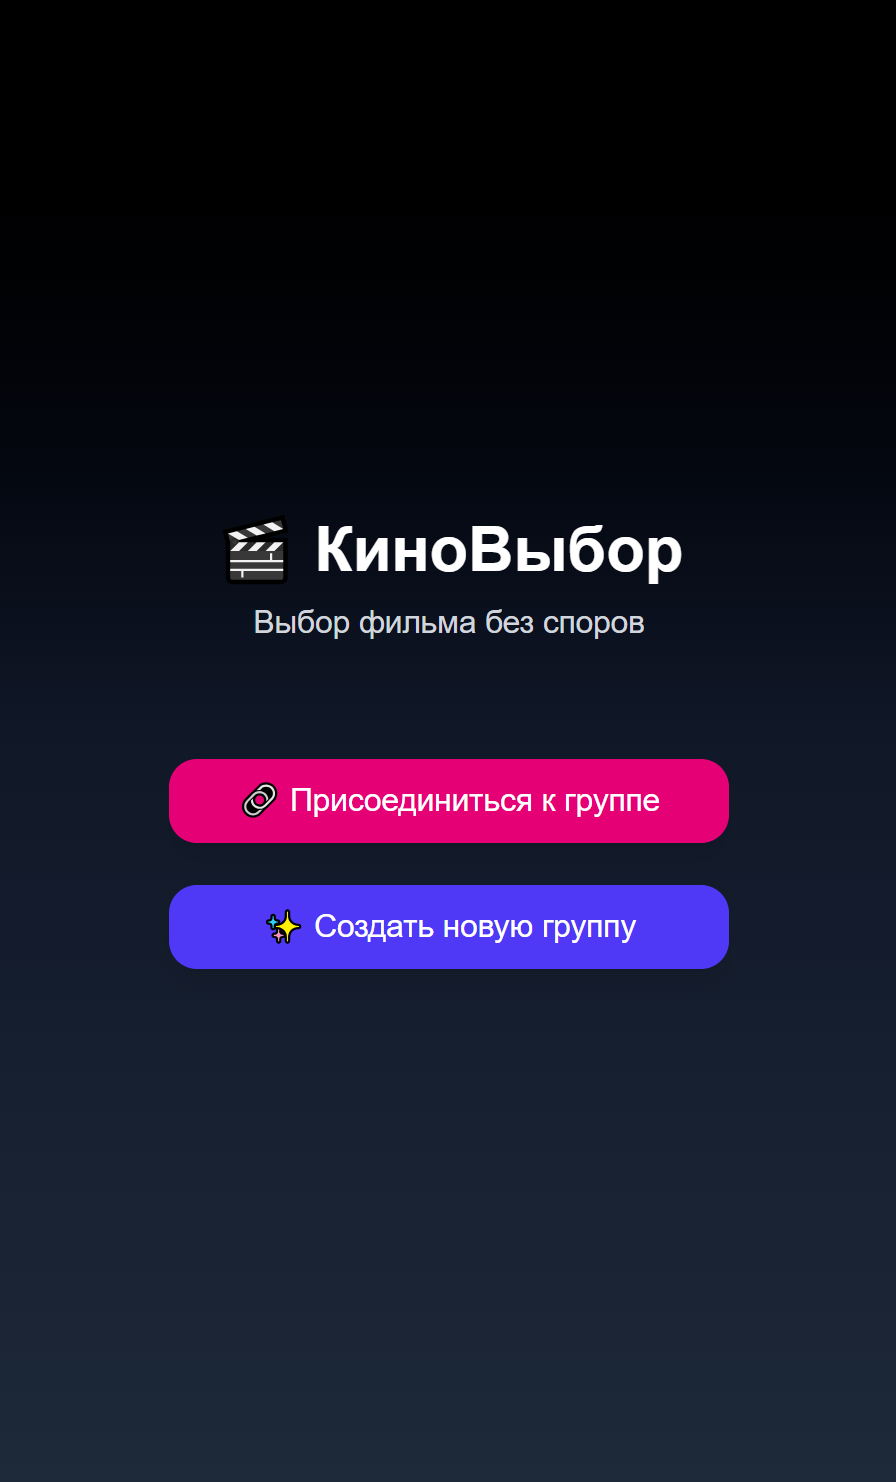 КиноВыбор
Выбор фильма без споров
Присоединиться к группе
Создать новую группу